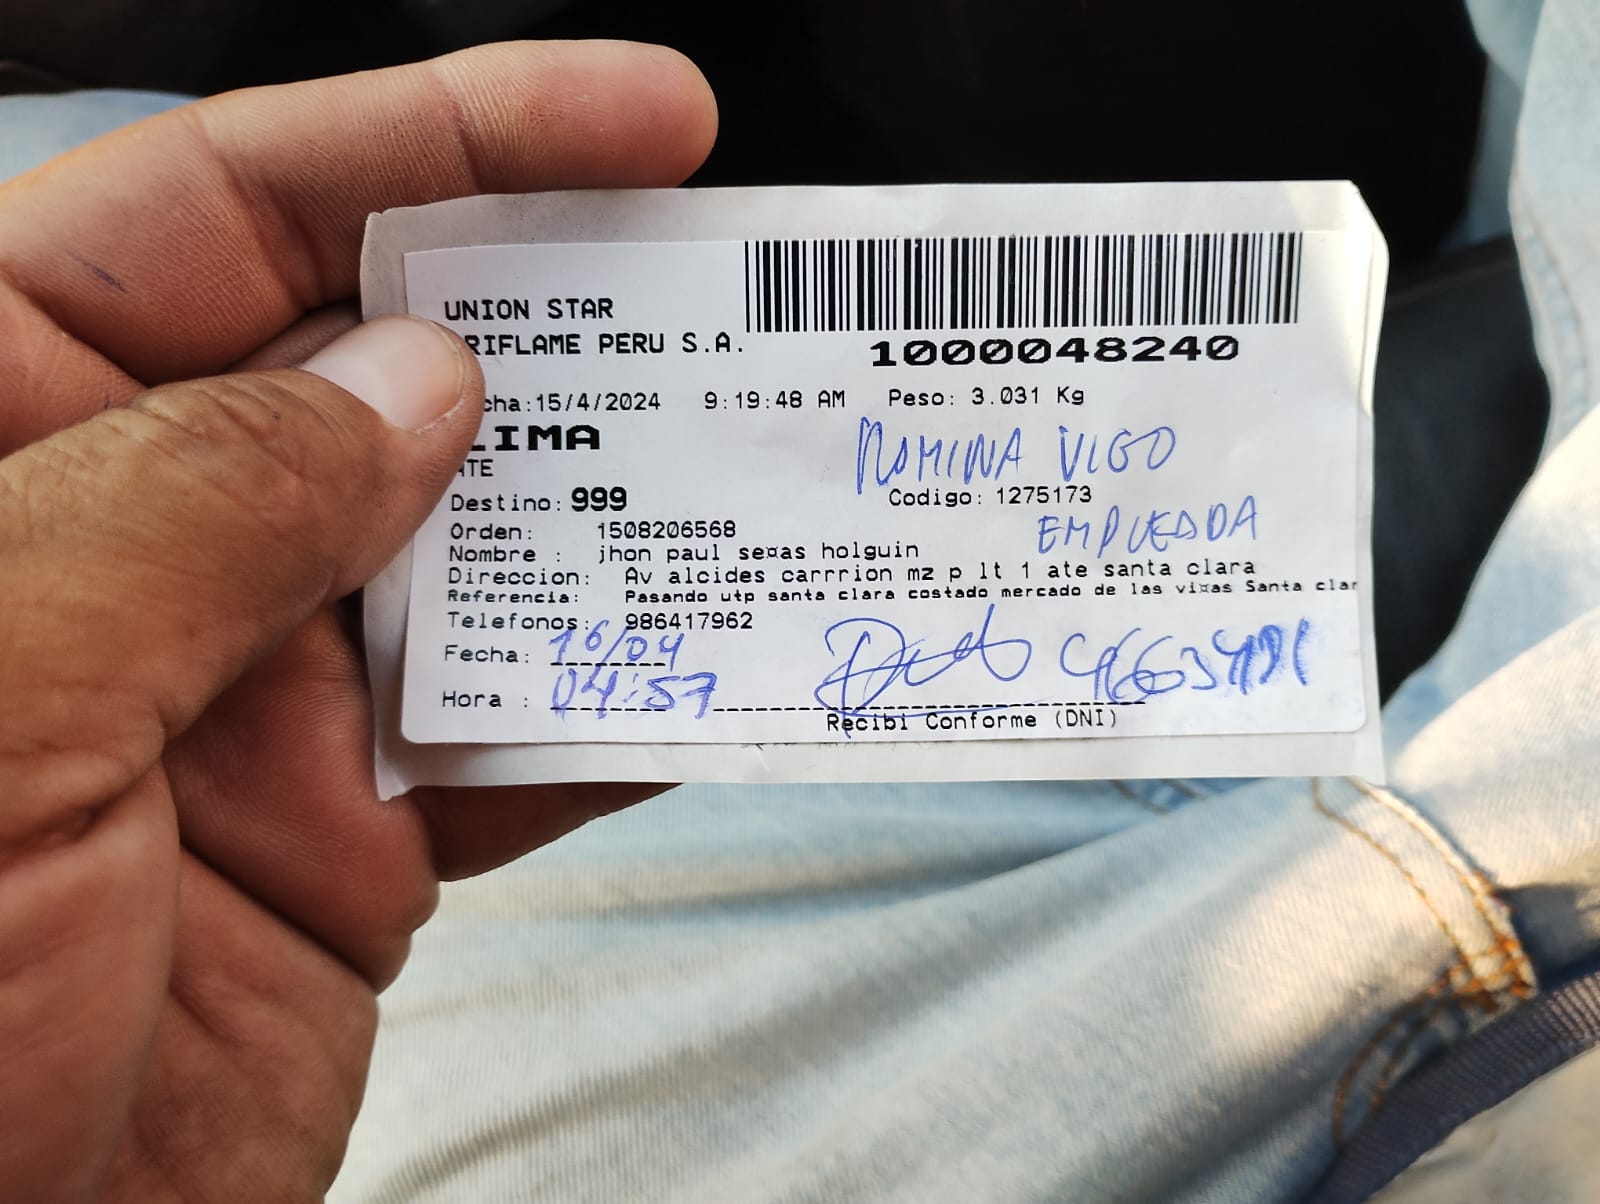 UNION STAR
RIFLAME PERU S.A.
1000048240
cha:15/4/2024 9:19:48 AM Peso: 3.031 Kg
LIMA
ATE
VIGO
Destino: 999 Codigo: 1275173
EMPLEADA
Orden: 1508206568
Nombre : jhon paul se¤as holguin
Direccion: Av alcides carrrion mz p lt 1 ate santa clara
Referencia: Pasando utp santa clara costado mercado de las vi¤as Santa clar
Telefonos: 986417962
Fecha: 16/04
Hora : 04:57
Recibi Conforme (DNI)